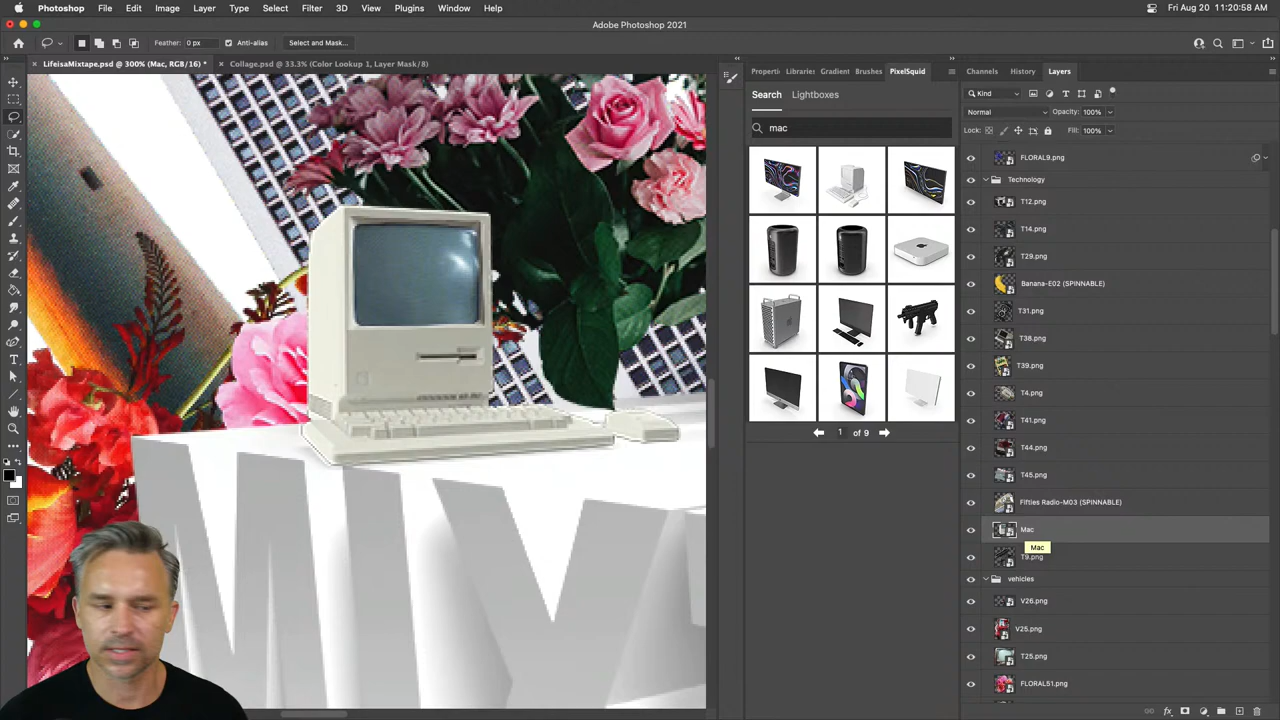 Photoshop File Edit Image Layer Type Select Filter 3D View Plugins Window Help Fri Aug 20 11:20:58 AM
Adobe Photoshop 2021
Feather: 0 px Anti-alias Select and Mask...
LifeisaMixtape.psd @ 300% (Mac, RGB/16) * Collage.psd @ 33.3% (Color Lookup 1, Layer Mask/8)
Properti Libraries Gradient Brushes PixelSquid
Search Lightboxes
mac
1 of 9
Channels History Layers
Kind
Normal Opacity: 100%
Lock: Fill: 100%
FLORAL9.png
Technology
T12.png
T14.png
T29.png
Banana-E02 (SPINNABLE)
T31.png
T38.png
T39.png
T4.png
T41.png
T44.png
T45.png
Fifties Radio-M03 (SPINNABLE)
Mac
Mac
T9.png
vehicles
V26.png
V25.png
T25.png
FLORAL51.png